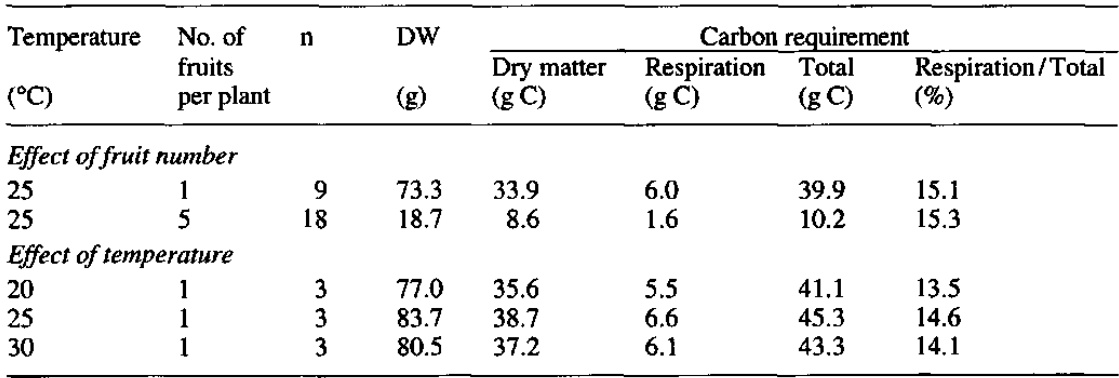 Temperature No. of n DW Carbon requirement
fruits Dry matter Respiration Total Respiration / Total
(°C) per plant (g) (g C) (g C) (g C) (%)
Effect of fruit number
25 1 9 73.3 33.9 6.0 39.9 15.1
25 5 18 18.7 8.6 1.6 10.2 15.3
Effect of temperature
20 1 3 77.0 35.6 5.5 41.1 13.5
25 1 3 83.7 38.7 6.6 45.3 14.6
30 1 3 80.5 37.2 6.1 43.3 14.1